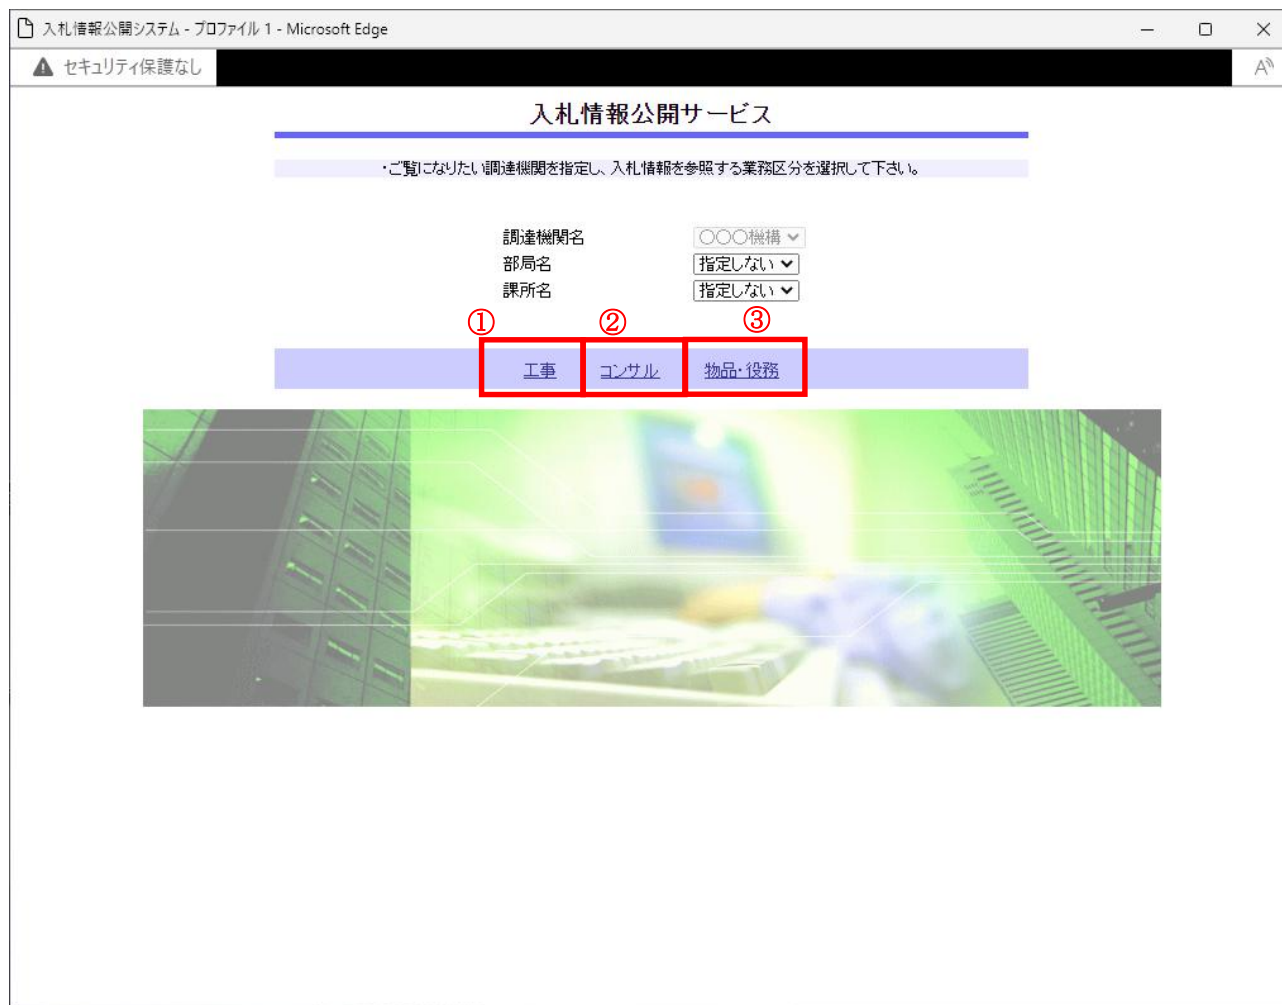 入札情報公開システム - プロファイル 1 - Microsoft Edge
セキュリティ保護なし
入札情報公開サービス
・ご覧になりたい調達機関を指定し、入札情報を参照する業務区分を選択して下さい。
調達機関名 〇〇〇機構
部局名 指定しない
課所名 指定しない
① ② ③
工事 コンサル 物品・役務